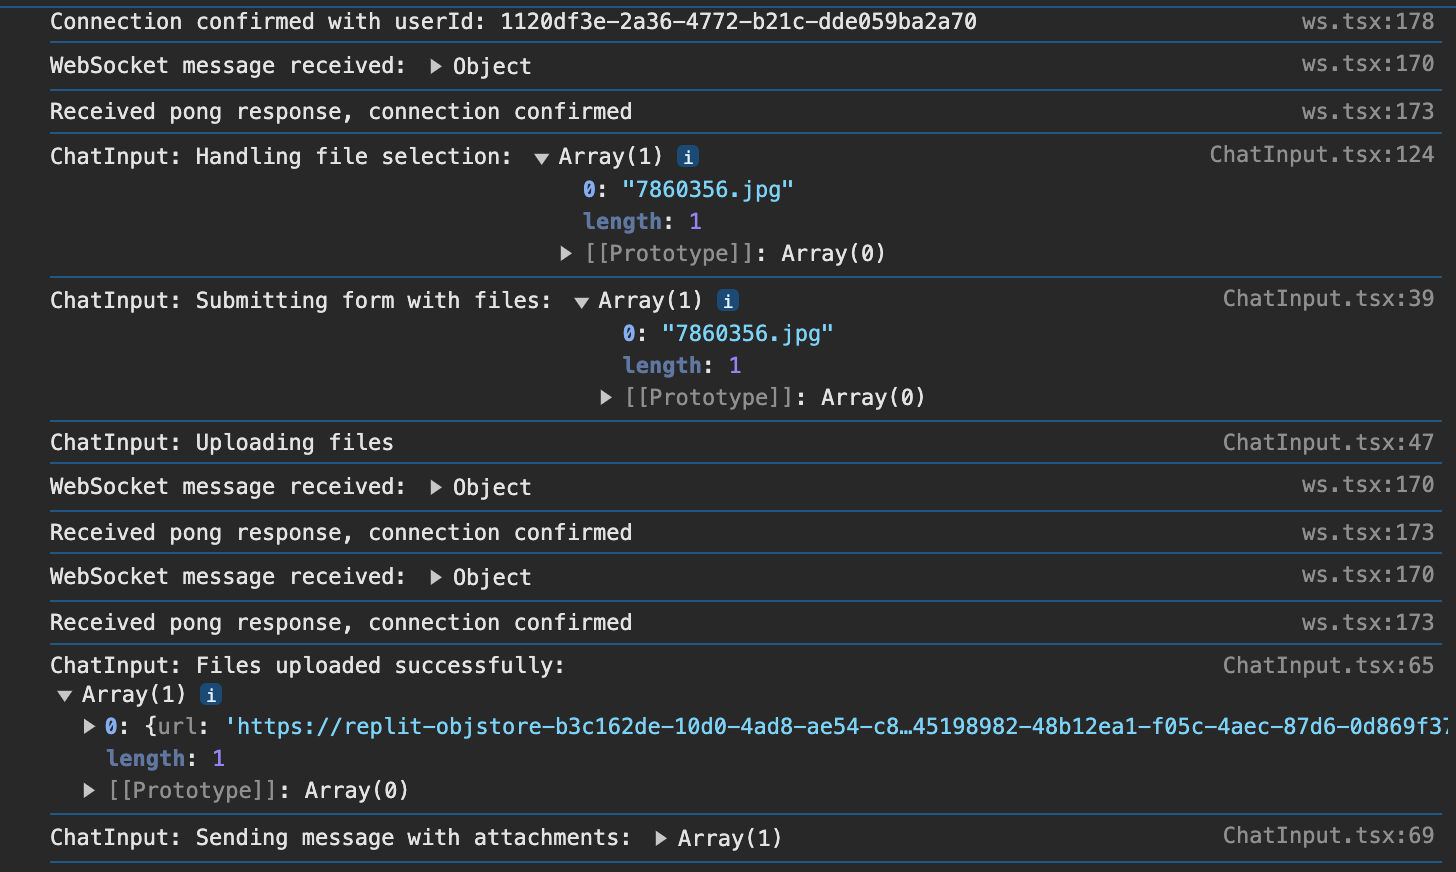 Connection confirmed with userId: 1120df3e-2a36-4772-b21c-dde059ba2a70 ws.tsx:178
WebSocket message received: ▶ Object ws.tsx:170
Received pong response, connection confirmed ws.tsx:173
ChatInput: Handling file selection: ▼ Array(1) i ChatInput.tsx:124
0: "7860356.jpg"
length: 1
▶ [[Prototype]]: Array(0)
ChatInput: Submitting form with files: ▼ Array(1) i ChatInput.tsx:39
0: "7860356.jpg"
length: 1
▶ [[Prototype]]: Array(0)
ChatInput: Uploading files ChatInput.tsx:47
WebSocket message received: ▶ Object ws.tsx:170
Received pong response, connection confirmed ws.tsx:173
WebSocket message received: ▶ Object ws.tsx:170
Received pong response, connection confirmed ws.tsx:173
ChatInput: Files uploaded successfully: ChatInput.tsx:65
▼ Array(1) i
▶ 0: {url: 'https://replit-objstore-b3c162de-10d0-4ad8-ae54-c8…45198982-48b12ea1-f05c-4aec-87d6-0d869f37
length: 1
▶ [[Prototype]]: Array(0)
ChatInput: Sending message with attachments: ▶ Array(1) ChatInput.tsx:69